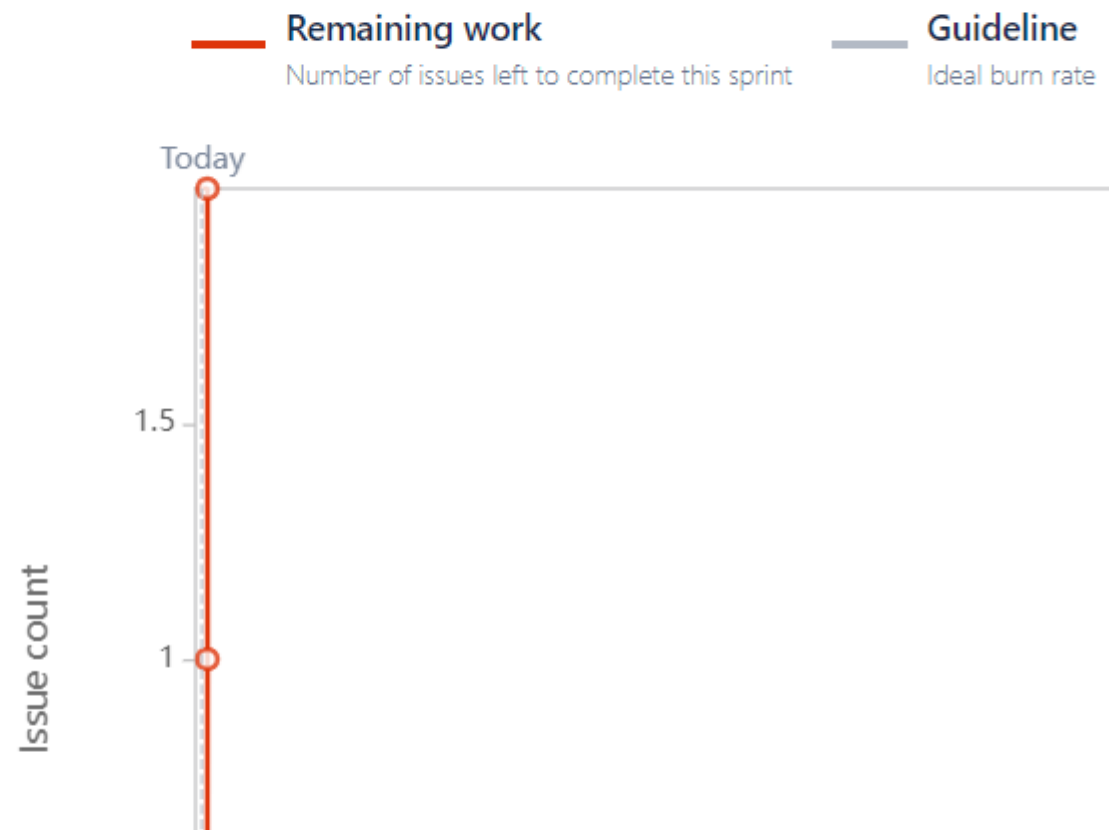 Remaining work
Number of issues left to complete this sprint
Guideline
Ideal burn rate
Today
1.5
1
Issue count